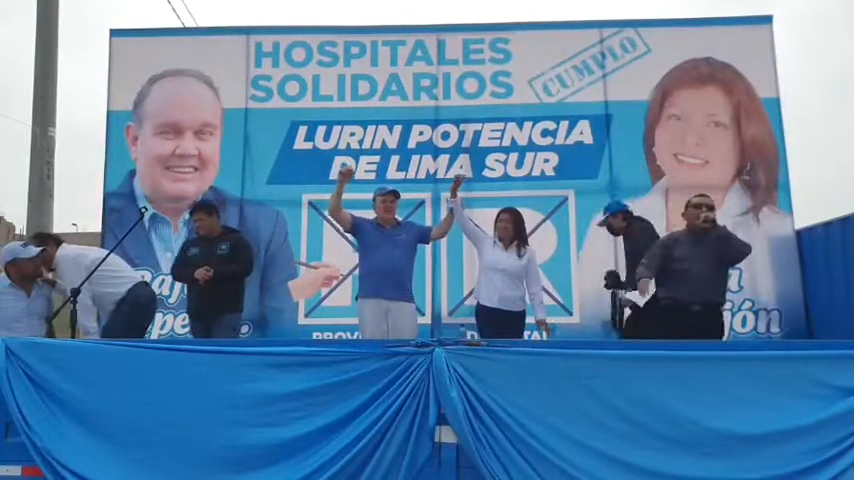 HOSPITALES
SOLIDARIOS
CUMPLO
LURIN POTENCIA
DE LIMA SUR
R